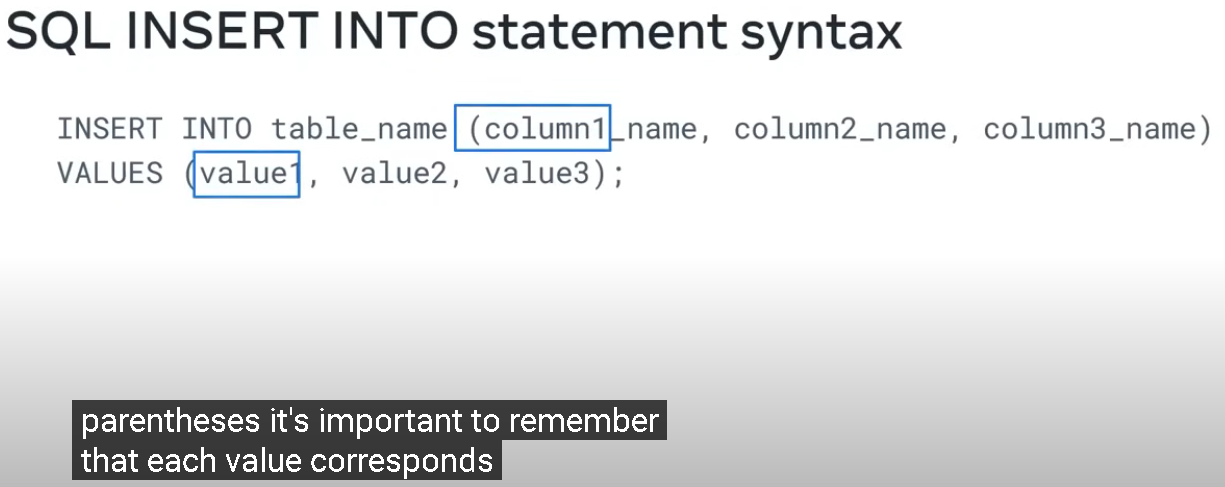 SQL INSERT INTO statement syntax
INSERT INTO table_name (column1_name, column2_name, column3_name)
VALUES (value1, value2, value3);
parentheses it's important to remember
that each value corresponds